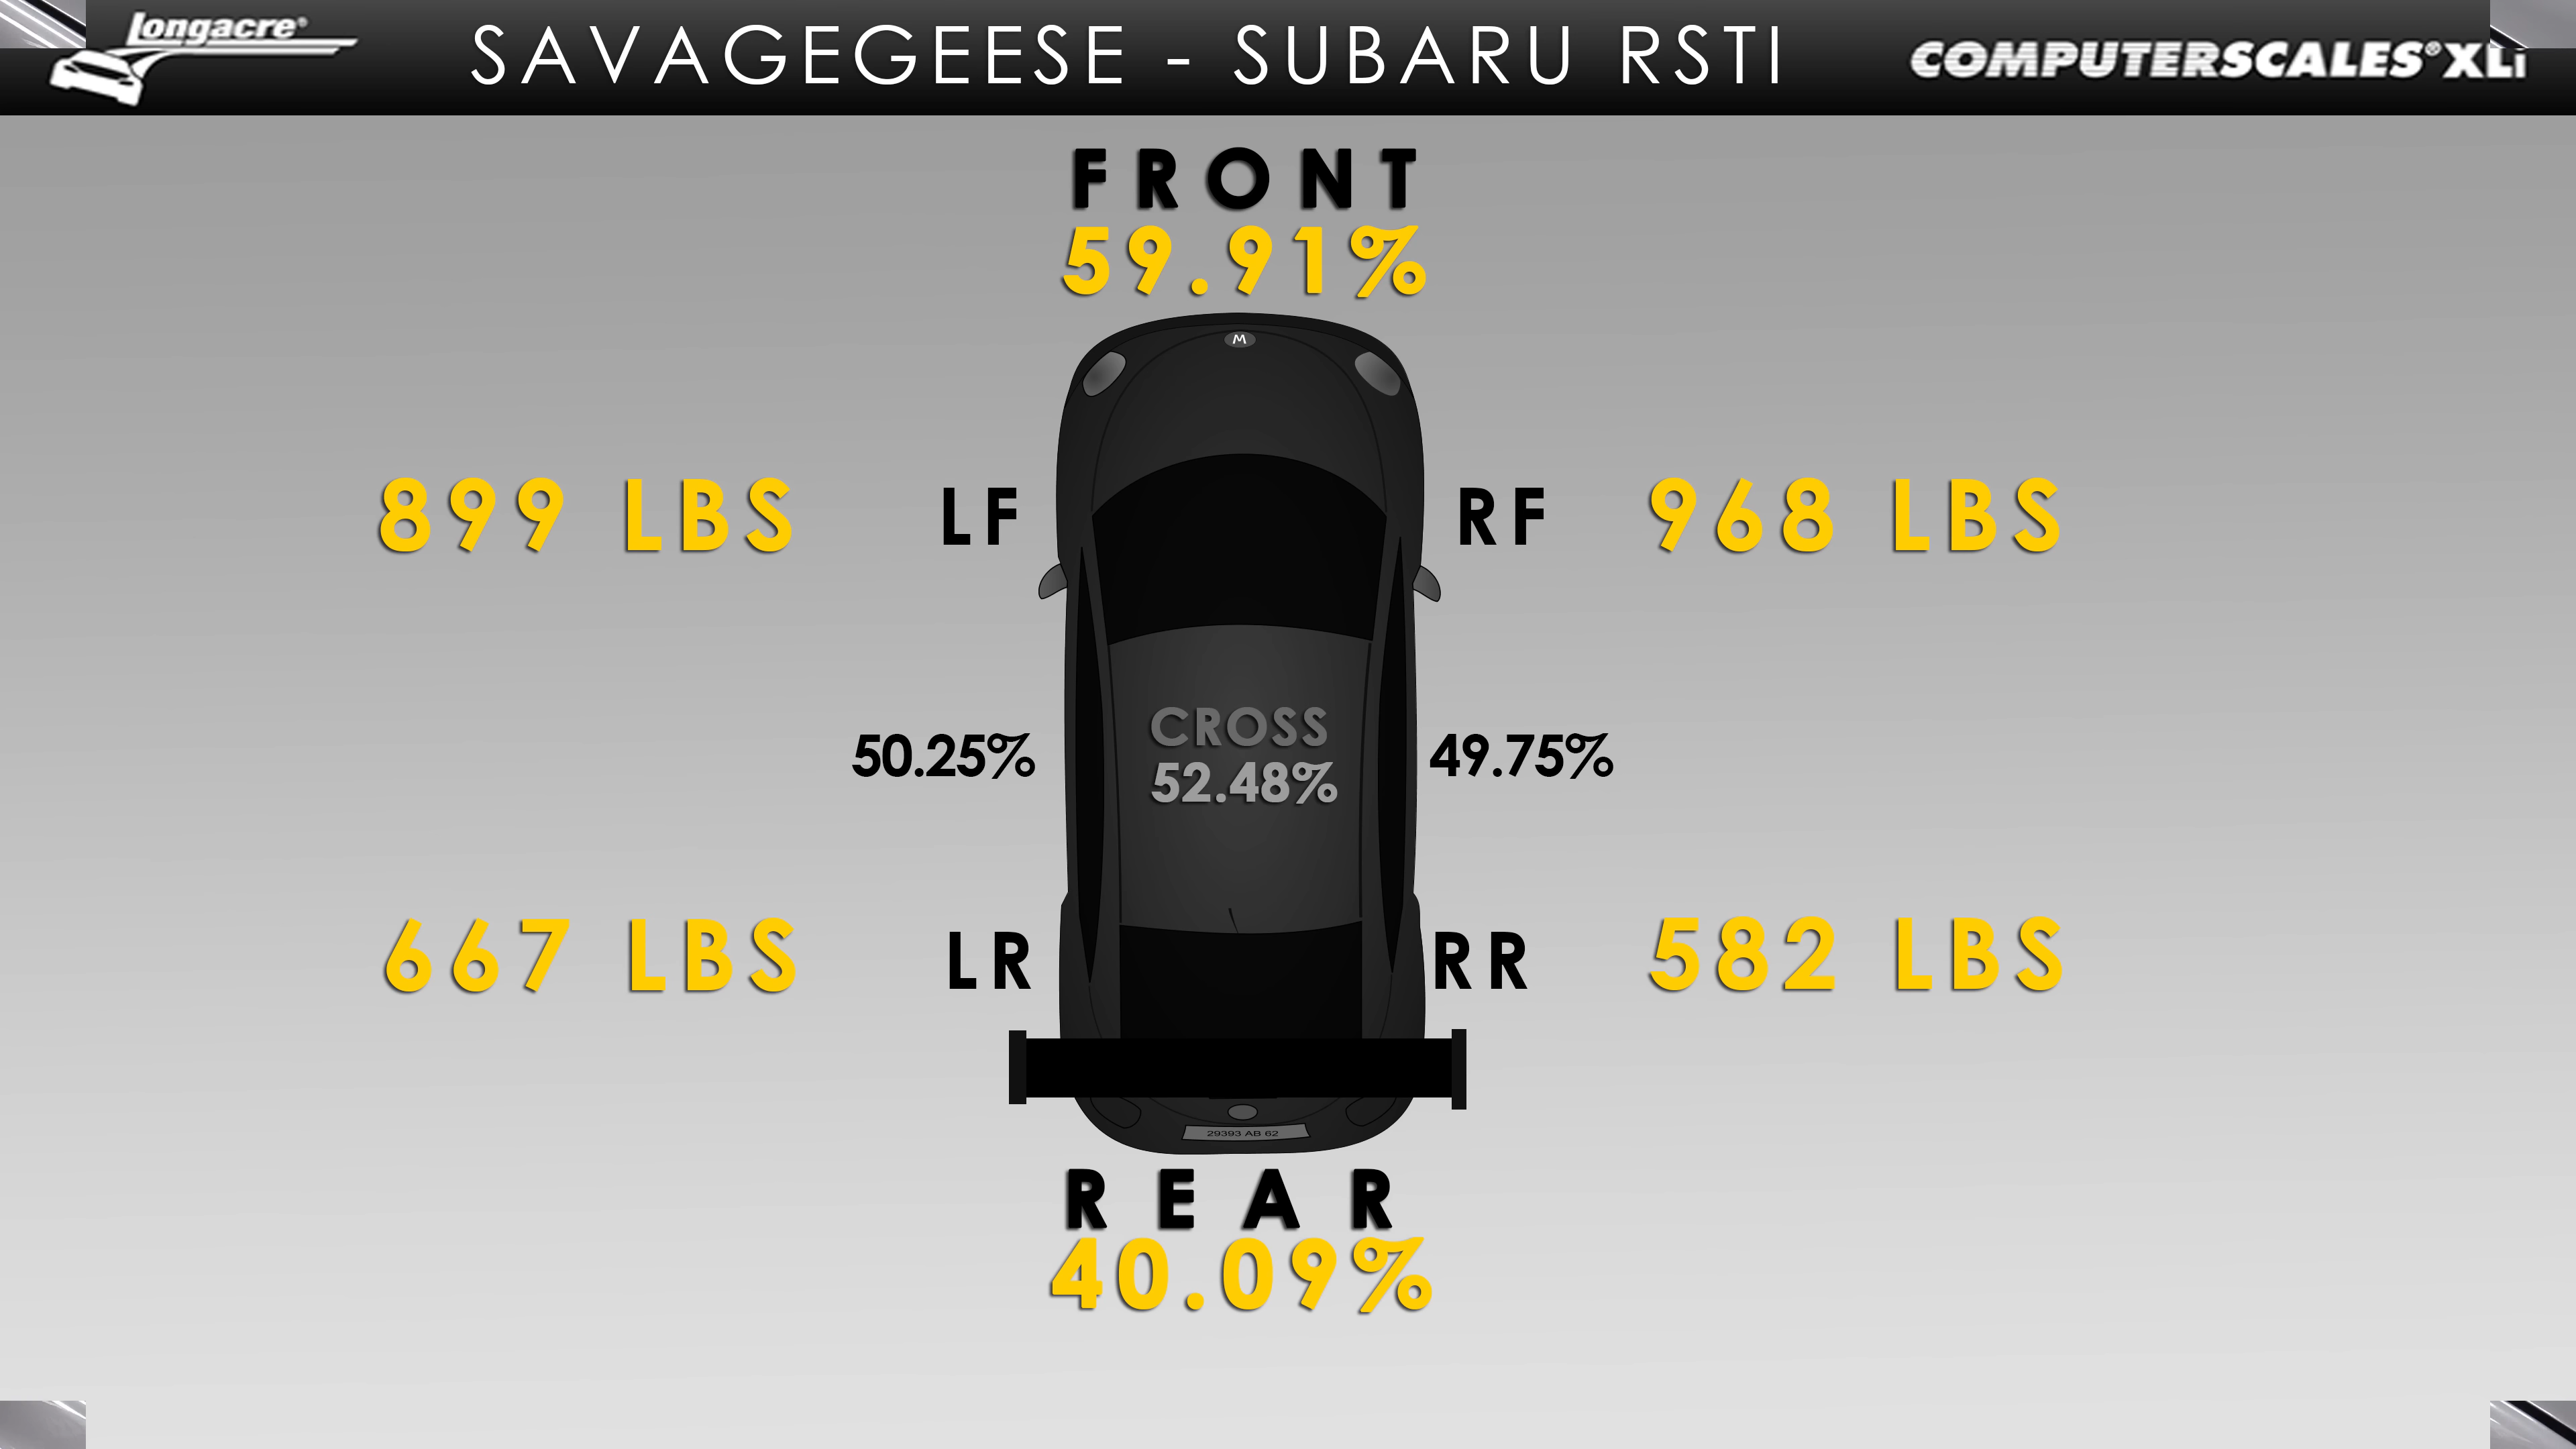 Longacre®
SAVAGEGEESE - SUBARU RSTI
COMPUTERSCALES® XLi
FRONT
59.91%
M
899 LBS LF RF 968 LBS
CROSS
50.25% 52.48% 49.75%
667 LBS LR RR 582 LBS
29393 AB 62
REAR
40.09%